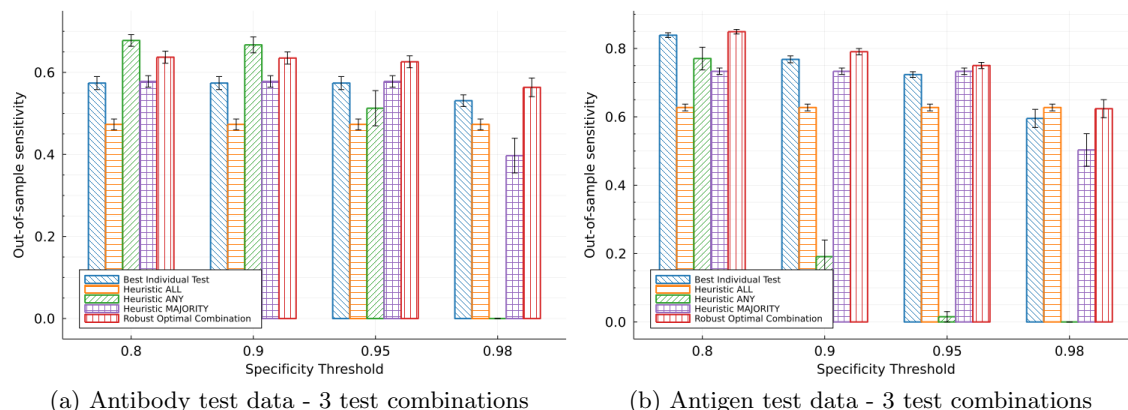 Out-of-sample sensitivity
0.6
0.4
0.2
0.0
Best Individual Test
Heuristic ALL
Heuristic ANY
Heuristic MAJORITY
Robust Optimal Combination
0.8 0.9 0.95 0.98
Specificity Threshold
(a) Antibody test data - 3 test combinations
Out-of-sample sensitivity
0.8
0.6
0.4
0.2
0.0
Best Individual Test
Heuristic ALL
Heuristic ANY
Heuristic MAJORITY
Robust Optimal Combination
0.8 0.9 0.95 0.98
Specificity Threshold
(b) Antigen test data - 3 test combinations